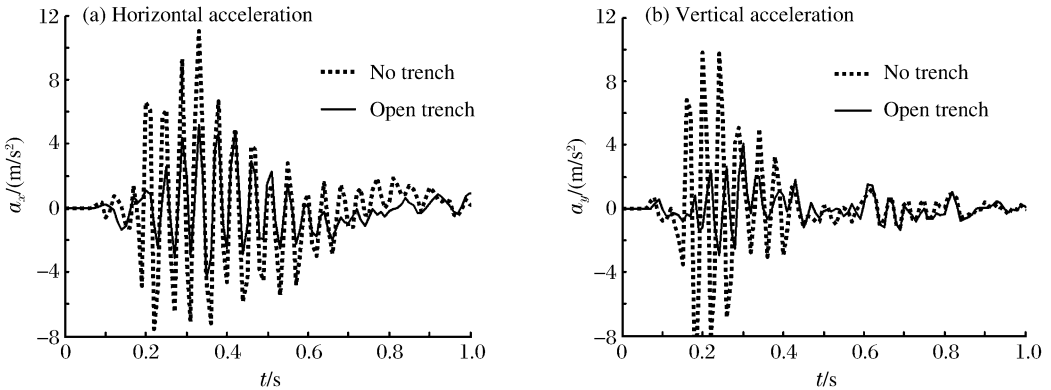 (a) Horizontal acceleration
12
8
4
0
−4
−8
a_x/(m/s²)
No trench
Open trench
0 0.2 0.4 0.6 0.8 1.0
t/s
(b) Vertical acceleration
12
8
4
0
−4
−8
a_y/(m/s²)
No trench
Open trench
0 0.2 0.4 0.6 0.8 1.0
t/s